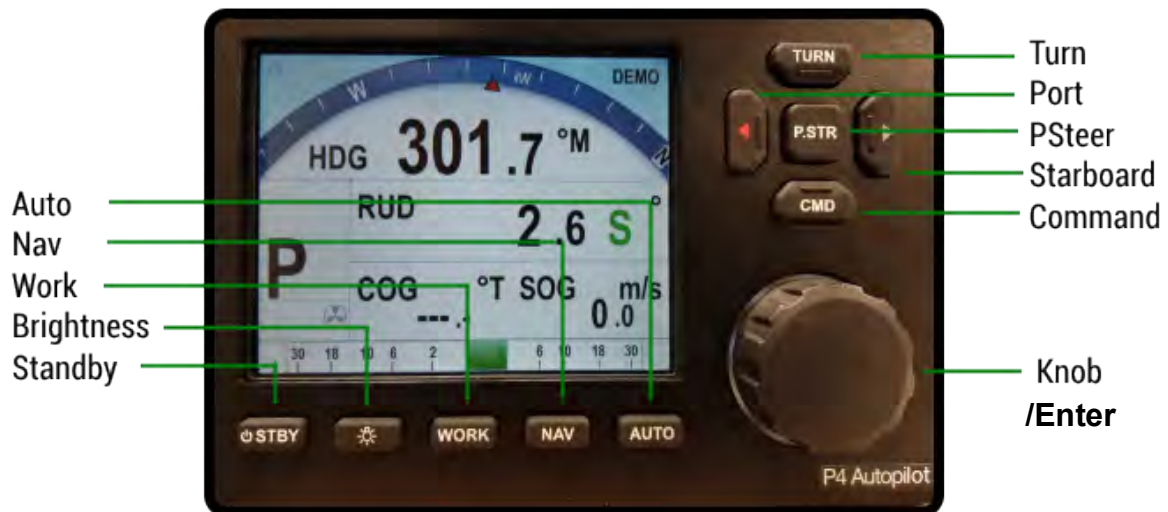 TURN
Turn
DEMO
W
NW
N
HDG 301.7 °M
Port
P.STR
PSteer
Starboard
CMD
Command
RUD 2.6 S °
P
COG °T SOG m/s
---.- 0.0
30 18 10 6 2 6 10 18 30
Auto
Nav
Work
Brightness
Standby
Knob
/Enter
STBY
WORK
NAV
AUTO
P4 Autopilot